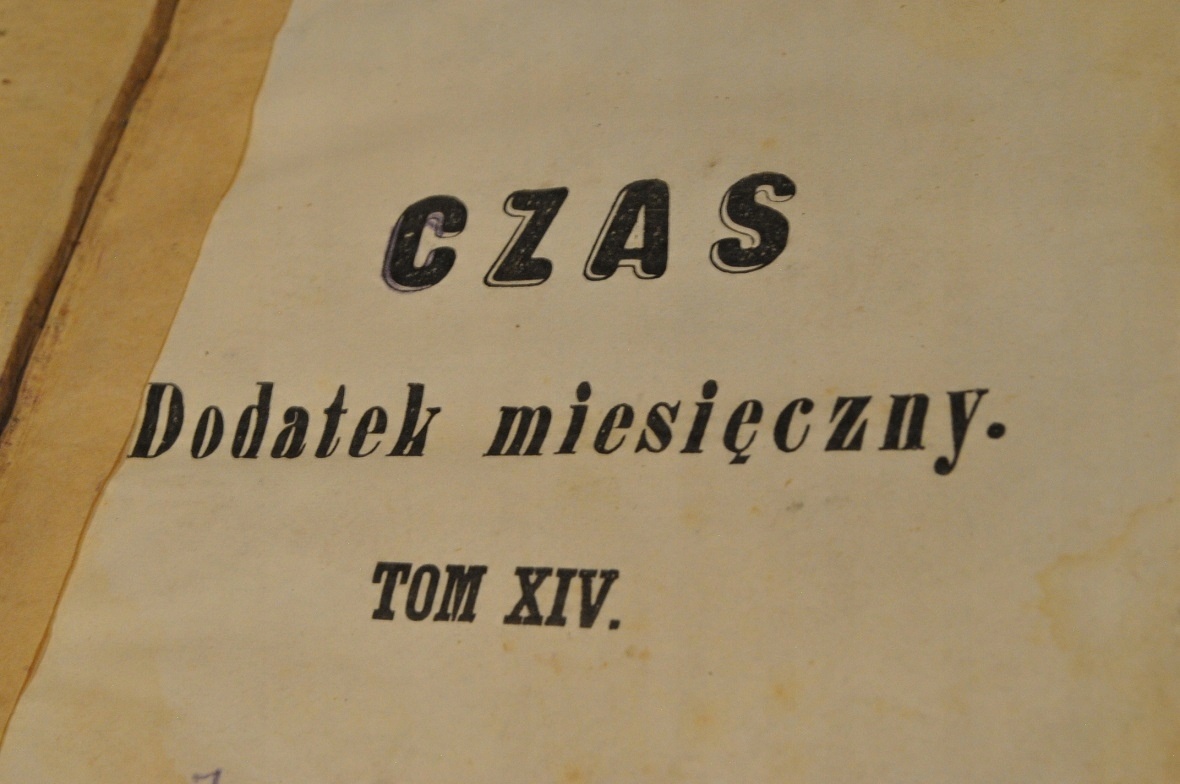 CZAS
Dodatek miesięczny.
TOM XIV.